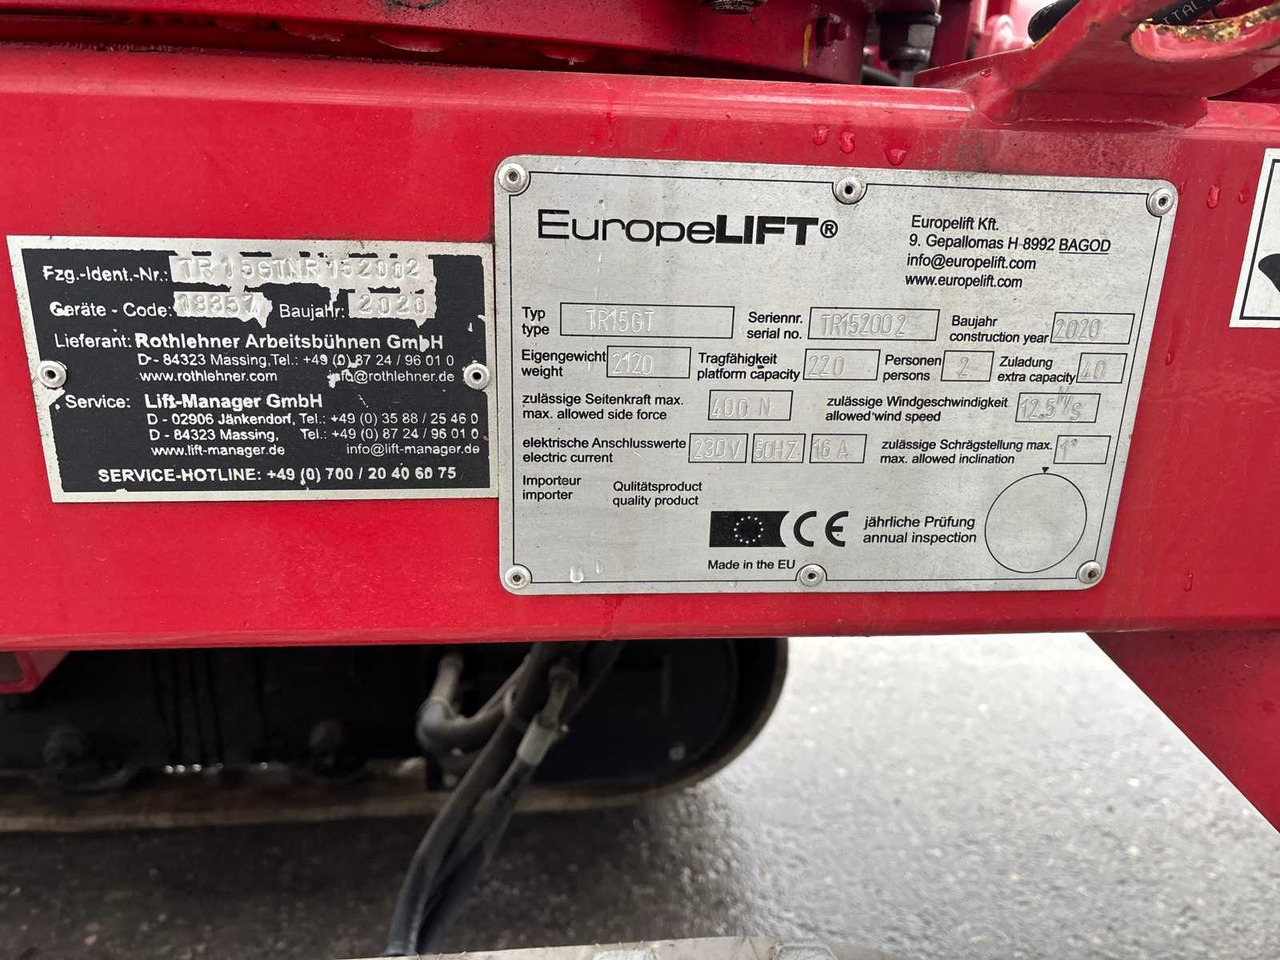 Fzg.-Ident.-Nr.: TR15GTNR152002
Geräte - Code: 18357 Baujahr: 2020
Lieferant: Rothlehner Arbeitsbühnen GmbH
D - 84323 Massing, Tel.: +49 (0) 87 24 / 96 01 0
www.rothlehner.com info@rothlehner.de
Service: Lift-Manager GmbH
D - 02906 Jänkendorf, Tel.: +49 (0) 35 88 / 25 46 0
D - 84323 Massing, Tel.: +49 (0) 87 24 / 96 01 0
www.lift-manager.de info@lift-manager.de
SERVICE-HOTLINE: +49 (0) 700 / 20 40 60 75
EuropeLIFT®
Europelift Kft.
9. Gepallomas H-8992 BAGOD
info@europelift.com
www.europelift.com
Typ
type TR15GT
Seriennr.
serial no. TR152002
Baujahr
construction year 2020
Eigengewicht
weight 2120
Tragfähigkeit
platform capacity 220
Personen
persons 2
Zuladung
extra capacity 40
zulässige Seitenkraft max.
max. allowed side force 400 N
zulässige Windgeschwindigkeit
allowed wind speed 12,5 M/S
elektrische Anschlusswerte
electric current 230V 50HZ 16A
zulässige Schrägstellung max.
max. allowed inclination 1°
Importeur
importer
Qulitätsproduct
quality product
CE
jährliche Prüfung
annual inspection
Made in the EU